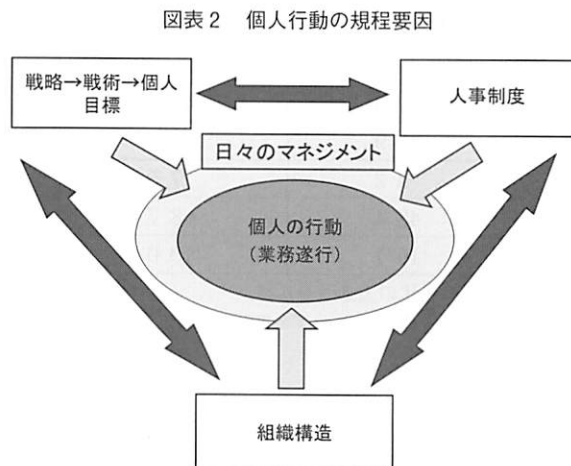 図表2　個人行動の規程要因
戦略→戦術→個人
目標
人事制度
日々のマネジメント
個人の行動
(業務遂行)
組織構造